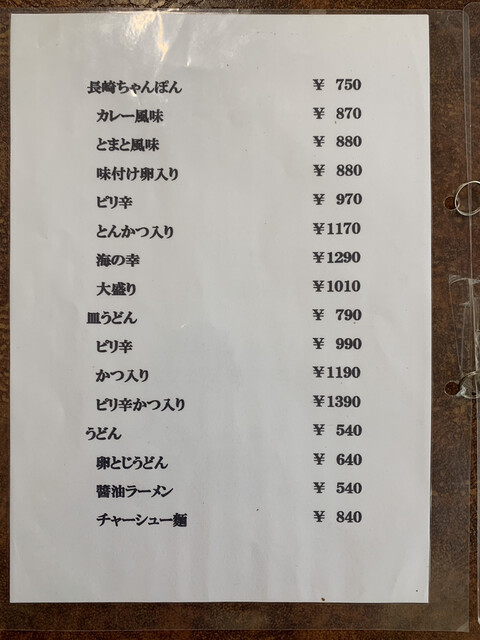 長崎ちゃんぽん ￥ 750
カレー風味 ￥ 870
とまと風味 ￥ 880
味付け卵入り ￥ 880
ピリ辛 ￥ 970
とんかつ入り ￥1170
海の幸 ￥1290
大盛り ￥1010
皿うどん ￥ 790
ピリ辛 ￥ 990
かつ入り ￥1190
ピリ辛かつ入り ￥1390
うどん ￥ 540
卵とじうどん ￥ 640
醬油ラーメン ￥ 540
チャーシュー麺 ￥ 840